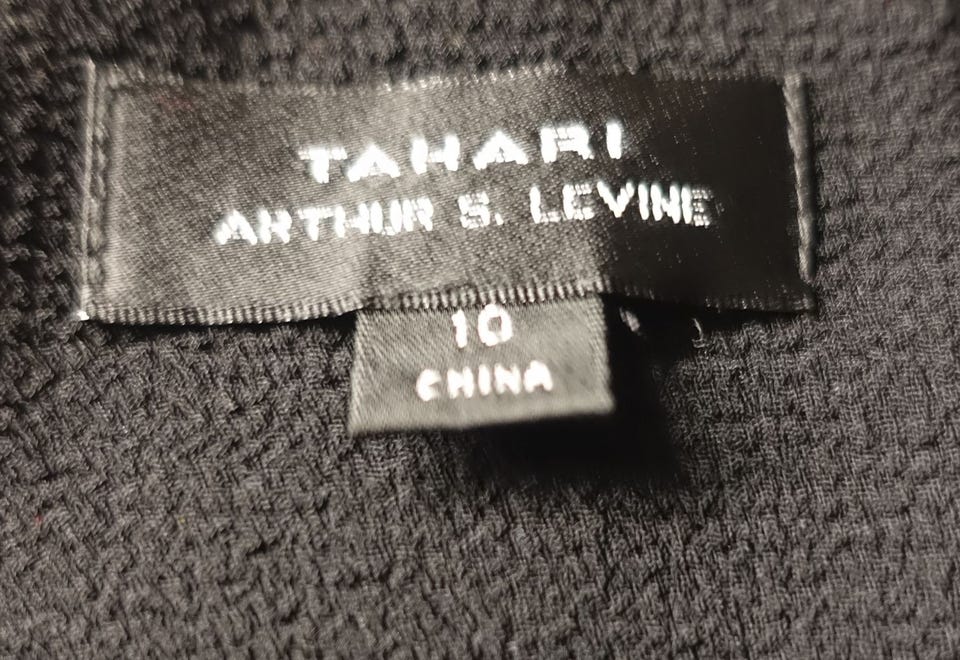 TAHARI
ARTHUR S. LEVINE
10
CHINA